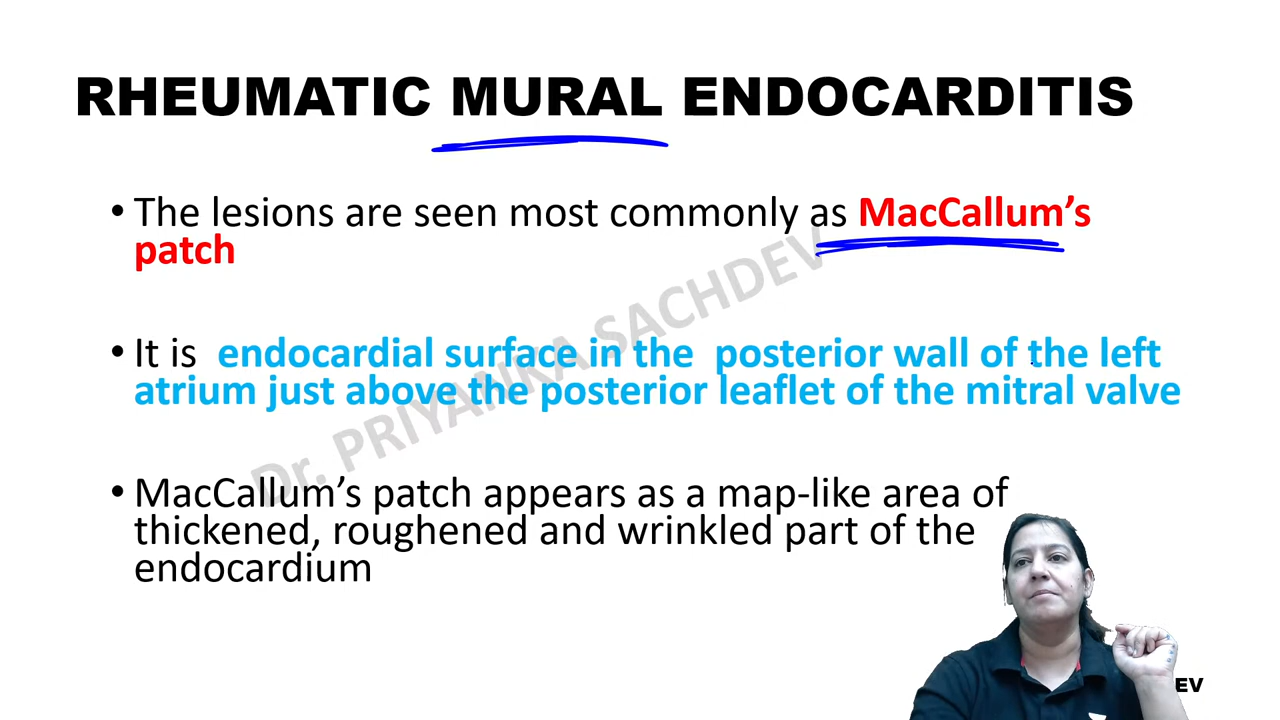 RHEUMATIC MURAL ENDOCARDITIS
• The lesions are seen most commonly as MacCallum’s
patch
• It is endocardial surface in the posterior wall of the left
atrium just above the posterior leaflet of the mitral valve
• MacCallum’s patch appears as a map-like area of
thickened, roughened and wrinkled part of the
endocardium
Dr. PRIYANKA SACHDEV
EV